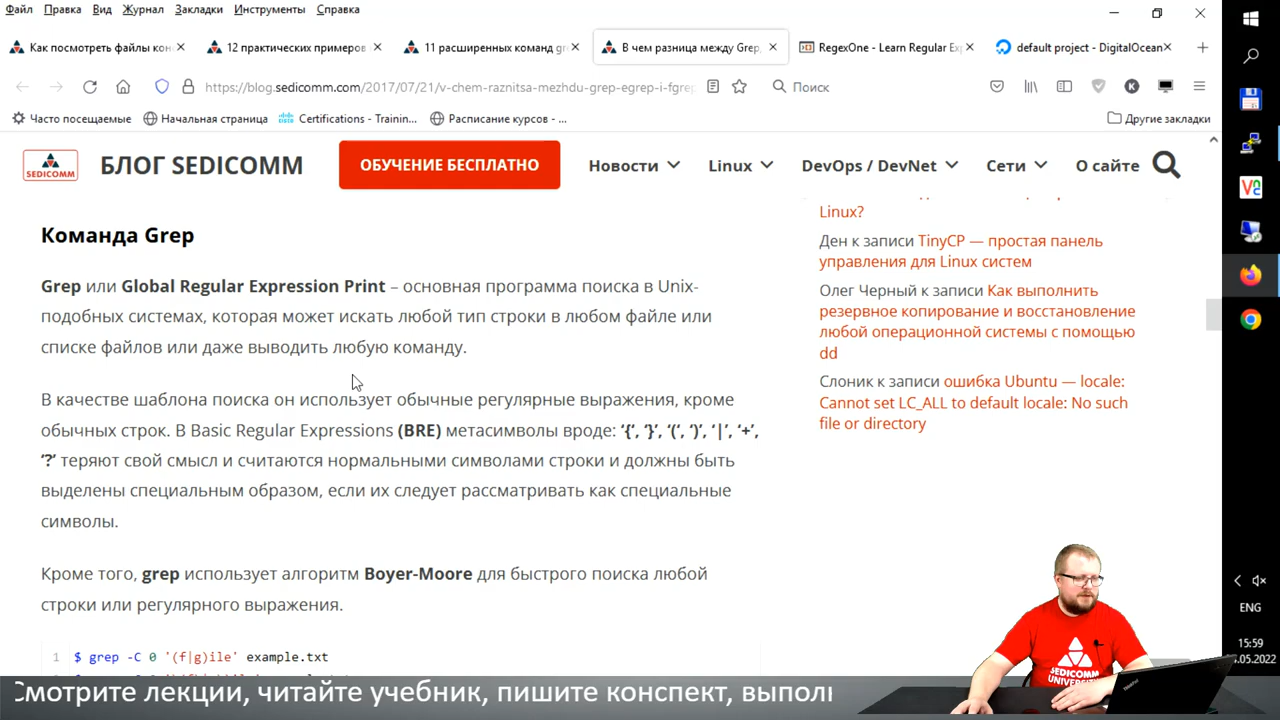 Файл Правка Вид Журнал Закладки Инструменты Справка
Как посмотреть файлы кон
12 практических примеров
11 расширенных команд gr
В чем разница между Grep,
RegexOne - Learn Regular Ex
default project - DigitalOcean
https://blog.sedicomm.com/2017/07/21/v-chem-raznitsa-mezhdu-grep-egrep-i-fgrep
Поиск
Часто посещаемые
Начальная страница
Certifications - Trainin...
Расписание курсов - ...
Другие закладки
SEDICOMM
БЛОГ SEDICOMM
ОБУЧЕНИЕ БЕСПЛАТНО
Новости
Linux
DevOps / DevNet
Сети
О сайте
Команда Grep
Grep или Global Regular Expression Print – основная программа поиска в Unix-
подобных системах, которая может искать любой тип строки в любом файле или
списке файлов или даже выводить любую команду.
В качестве шаблона поиска он использует обычные регулярные выражения, кроме
обычных строк. В Basic Regular Expressions (BRE) метасимволы вроде: ‘{‘, ‘}’, ‘(‘, ‘)’, ‘|’, ‘+’,
‘?’ теряют свой смысл и считаются нормальными символами строки и должны быть
выделены специальным образом, если их следует рассматривать как специальные
символы.
Кроме того, grep использует алгоритм Boyer-Moore для быстрого поиска любой
строки или регулярного выражения.
1 $ grep -C 0 '(f|g)ile' example.txt
Linux?
Ден к записи TinyCP — простая панель
управления для Linux систем
Олег Черный к записи Как выполнить
резервное копирование и восстановление
любой операционной системы с помощью
dd
Слоник к записи ошибка Ubuntu — locale:
Cannot set LC_ALL to default locale: No such
file or directory
ENG
15:59
.05.2022
SEDICOMM
UNIVERSITY
ThinkPad
Смотрите лекции, читайте учебник, пишите конспект, выполн